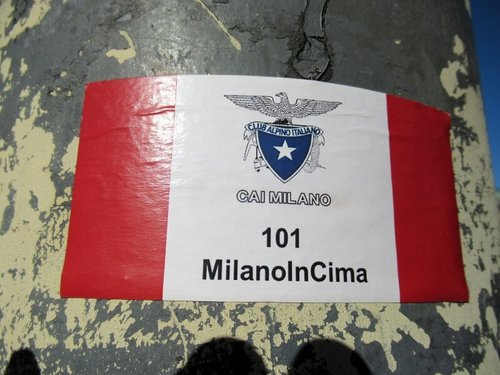 CLUB ALPINO ITALIANO
CAI MILANO
101
MilanoInCima